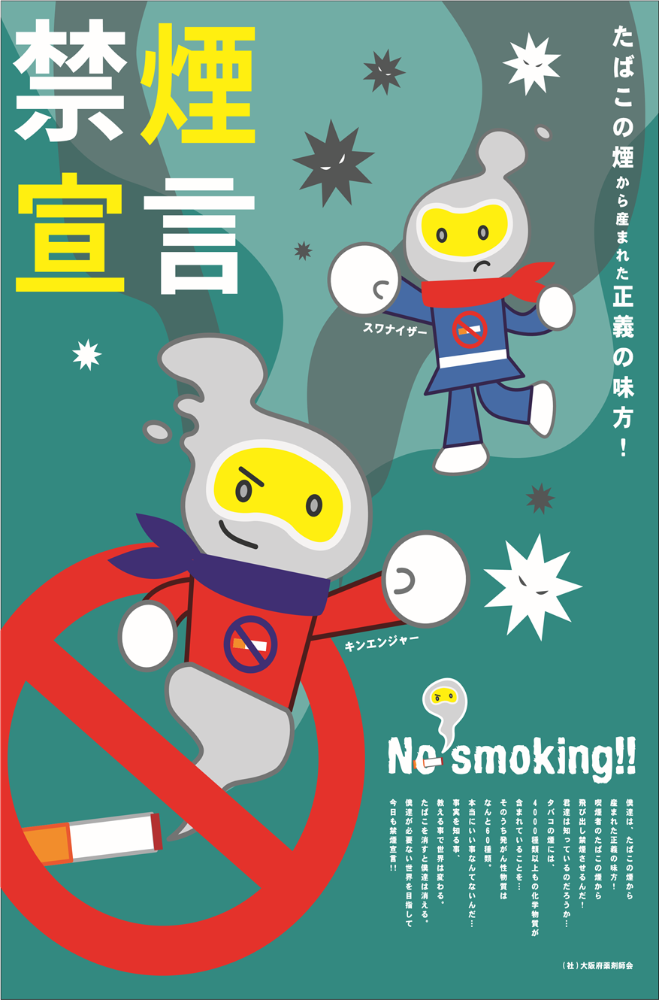 禁煙
宣言
たばこの煙から産まれた正義の味方！
スワナイザー
キンエンジャー
No smoking!!
僕達は、たばこの煙から
産まれた正義の味方！
喫煙者のたばこの煙から
飛び出し禁煙させるんだ！
君達は知っているのだろうか…
タバコの煙には、
4000種類以上もの化学物質が
含まれていることを…
そのうち発がん性物質は
なんと60種類。
本当にいい事なんてないんだ…
事実を知る事、
教える事で世界は変わる。
たばこを消すと僕達は消える。
僕達が必要ない世界を目指して
今日も禁煙宣言!!
（社）大阪府薬剤師会